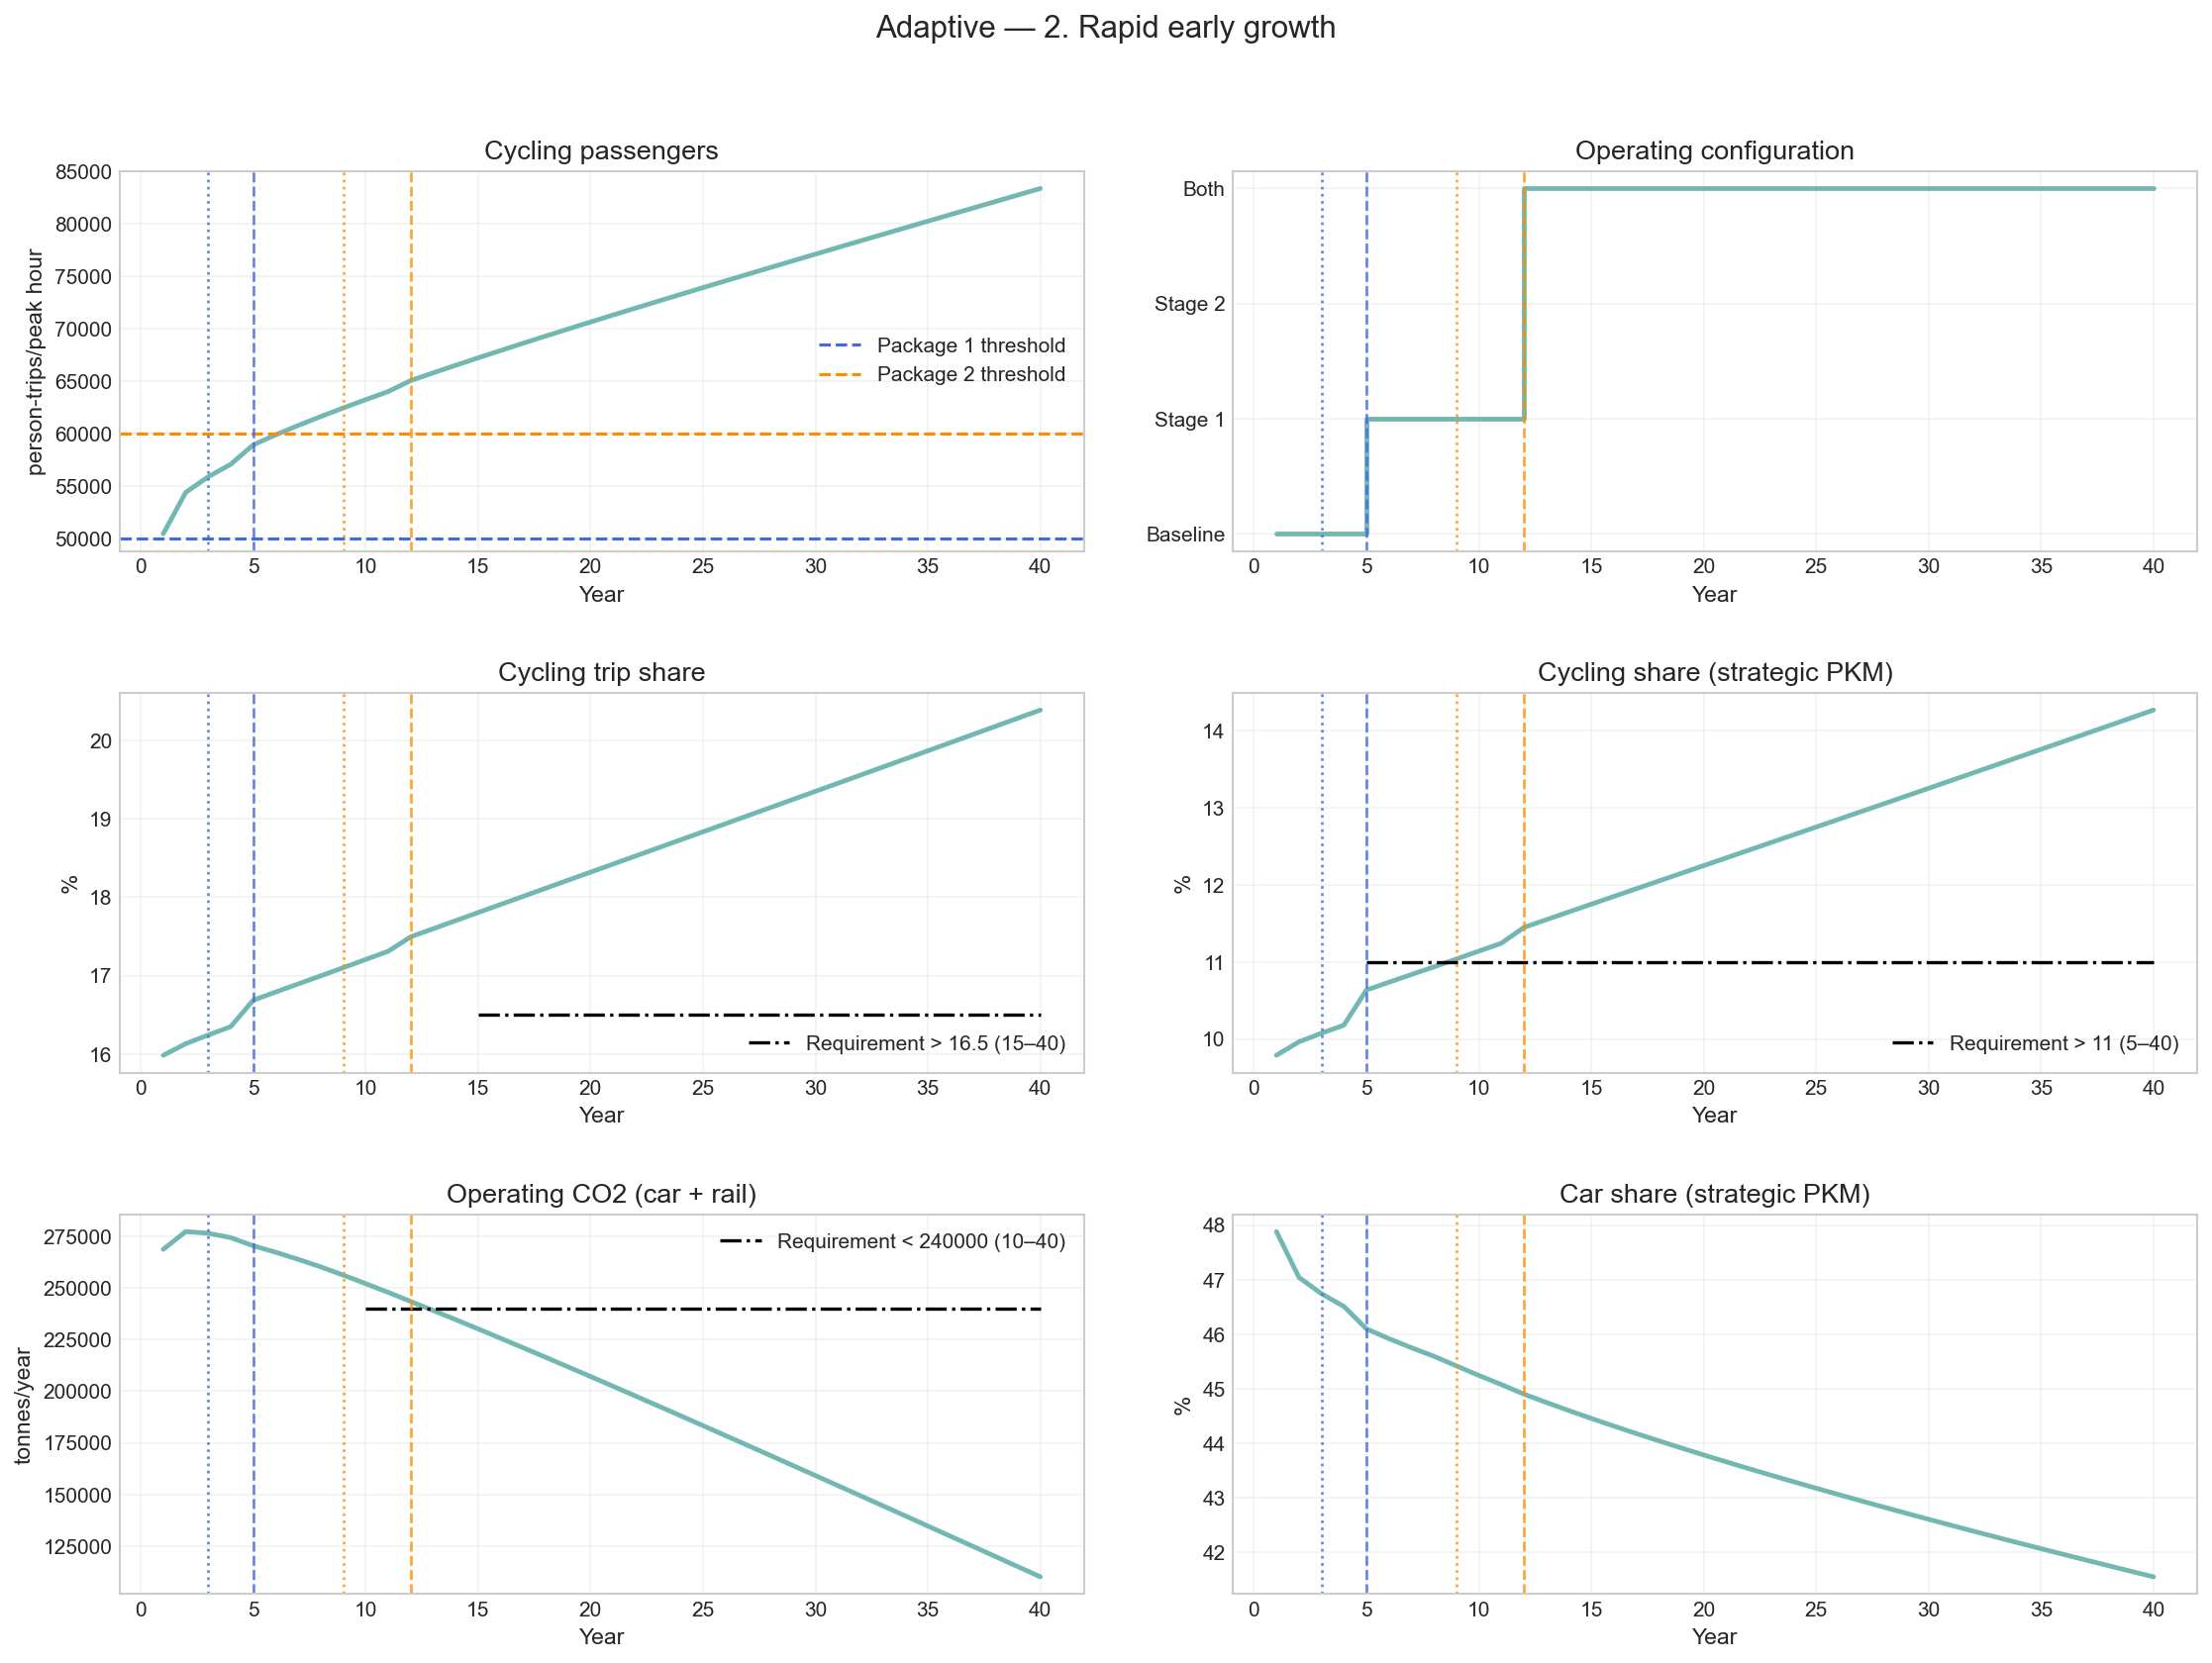 Adaptive — 2. Rapid early growth
Cycling passengers
person-trips/peak hour
85000
80000
75000
70000
65000
60000
55000
50000
Package 1 threshold
Package 2 threshold
0 5 10 15 20 25 30 35 40
Year
Operating configuration
Both
Stage 2
Stage 1
Baseline
0 5 10 15 20 25 30 35 40
Year
Cycling trip share
%
20
19
18
17
16
Requirement > 16.5 (15–40)
0 5 10 15 20 25 30 35 40
Year
Cycling share (strategic PKM)
%
14
13
12
11
10
Requirement > 11 (5–40)
0 5 10 15 20 25 30 35 40
Year
Operating CO2 (car + rail)
tonnes/year
275000
250000
225000
200000
175000
150000
125000
Requirement < 240000 (10–40)
0 5 10 15 20 25 30 35 40
Year
Car share (strategic PKM)
%
48
47
46
45
44
43
42
0 5 10 15 20 25 30 35 40
Year